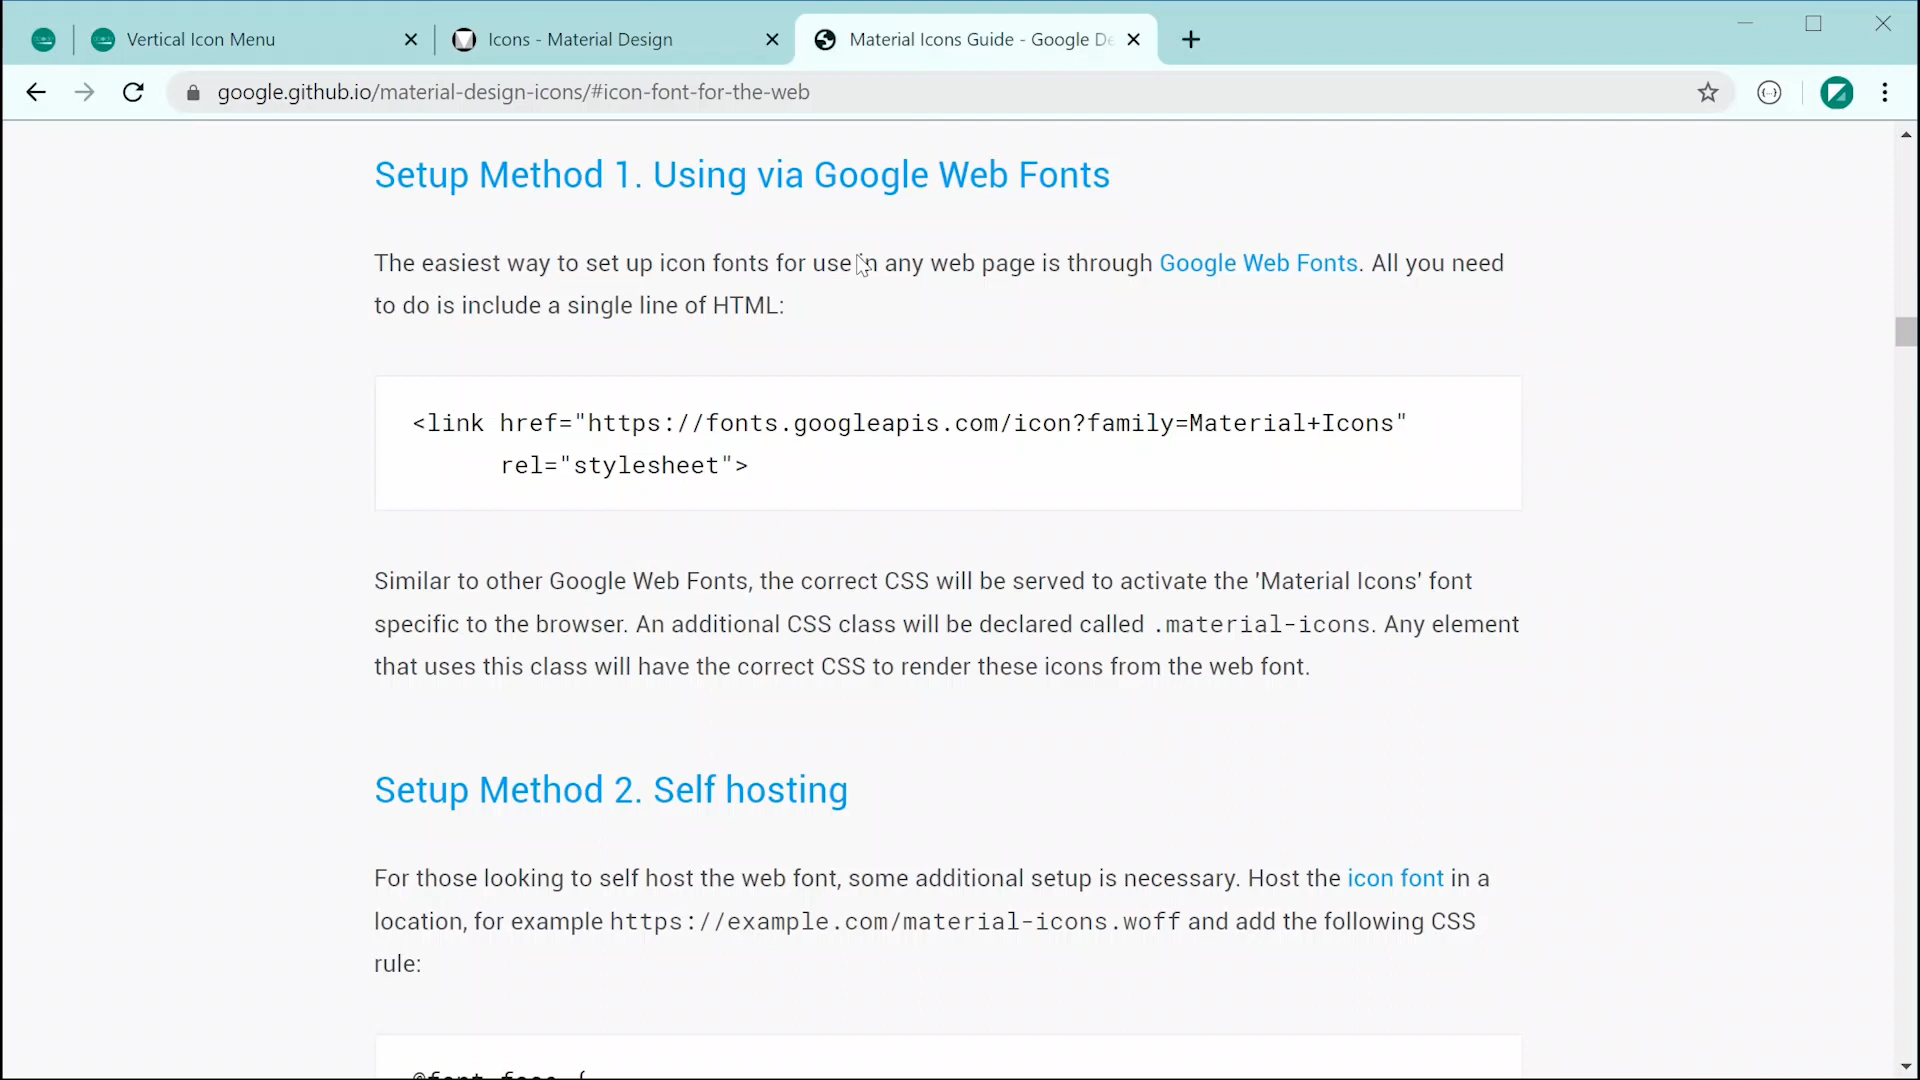 Vertical Icon Menu
Icons - Material Design
Material Icons Guide - Google De
google.github.io/material-design-icons/#icon-font-for-the-web
Setup Method 1. Using via Google Web Fonts
The easiest way to set up icon fonts for use in any web page is through Google Web Fonts. All you need
to do is include a single line of HTML:
<link href="https://fonts.googleapis.com/icon?family=Material+Icons"
rel="stylesheet">
Similar to other Google Web Fonts, the correct CSS will be served to activate the 'Material Icons' font
specific to the browser. An additional CSS class will be declared called .material-icons. Any element
that uses this class will have the correct CSS to render these icons from the web font.
Setup Method 2. Self hosting
For those looking to self host the web font, some additional setup is necessary. Host the icon font in a
location, for example https://example.com/material-icons.woff and add the following CSS
rule:
@font-face {